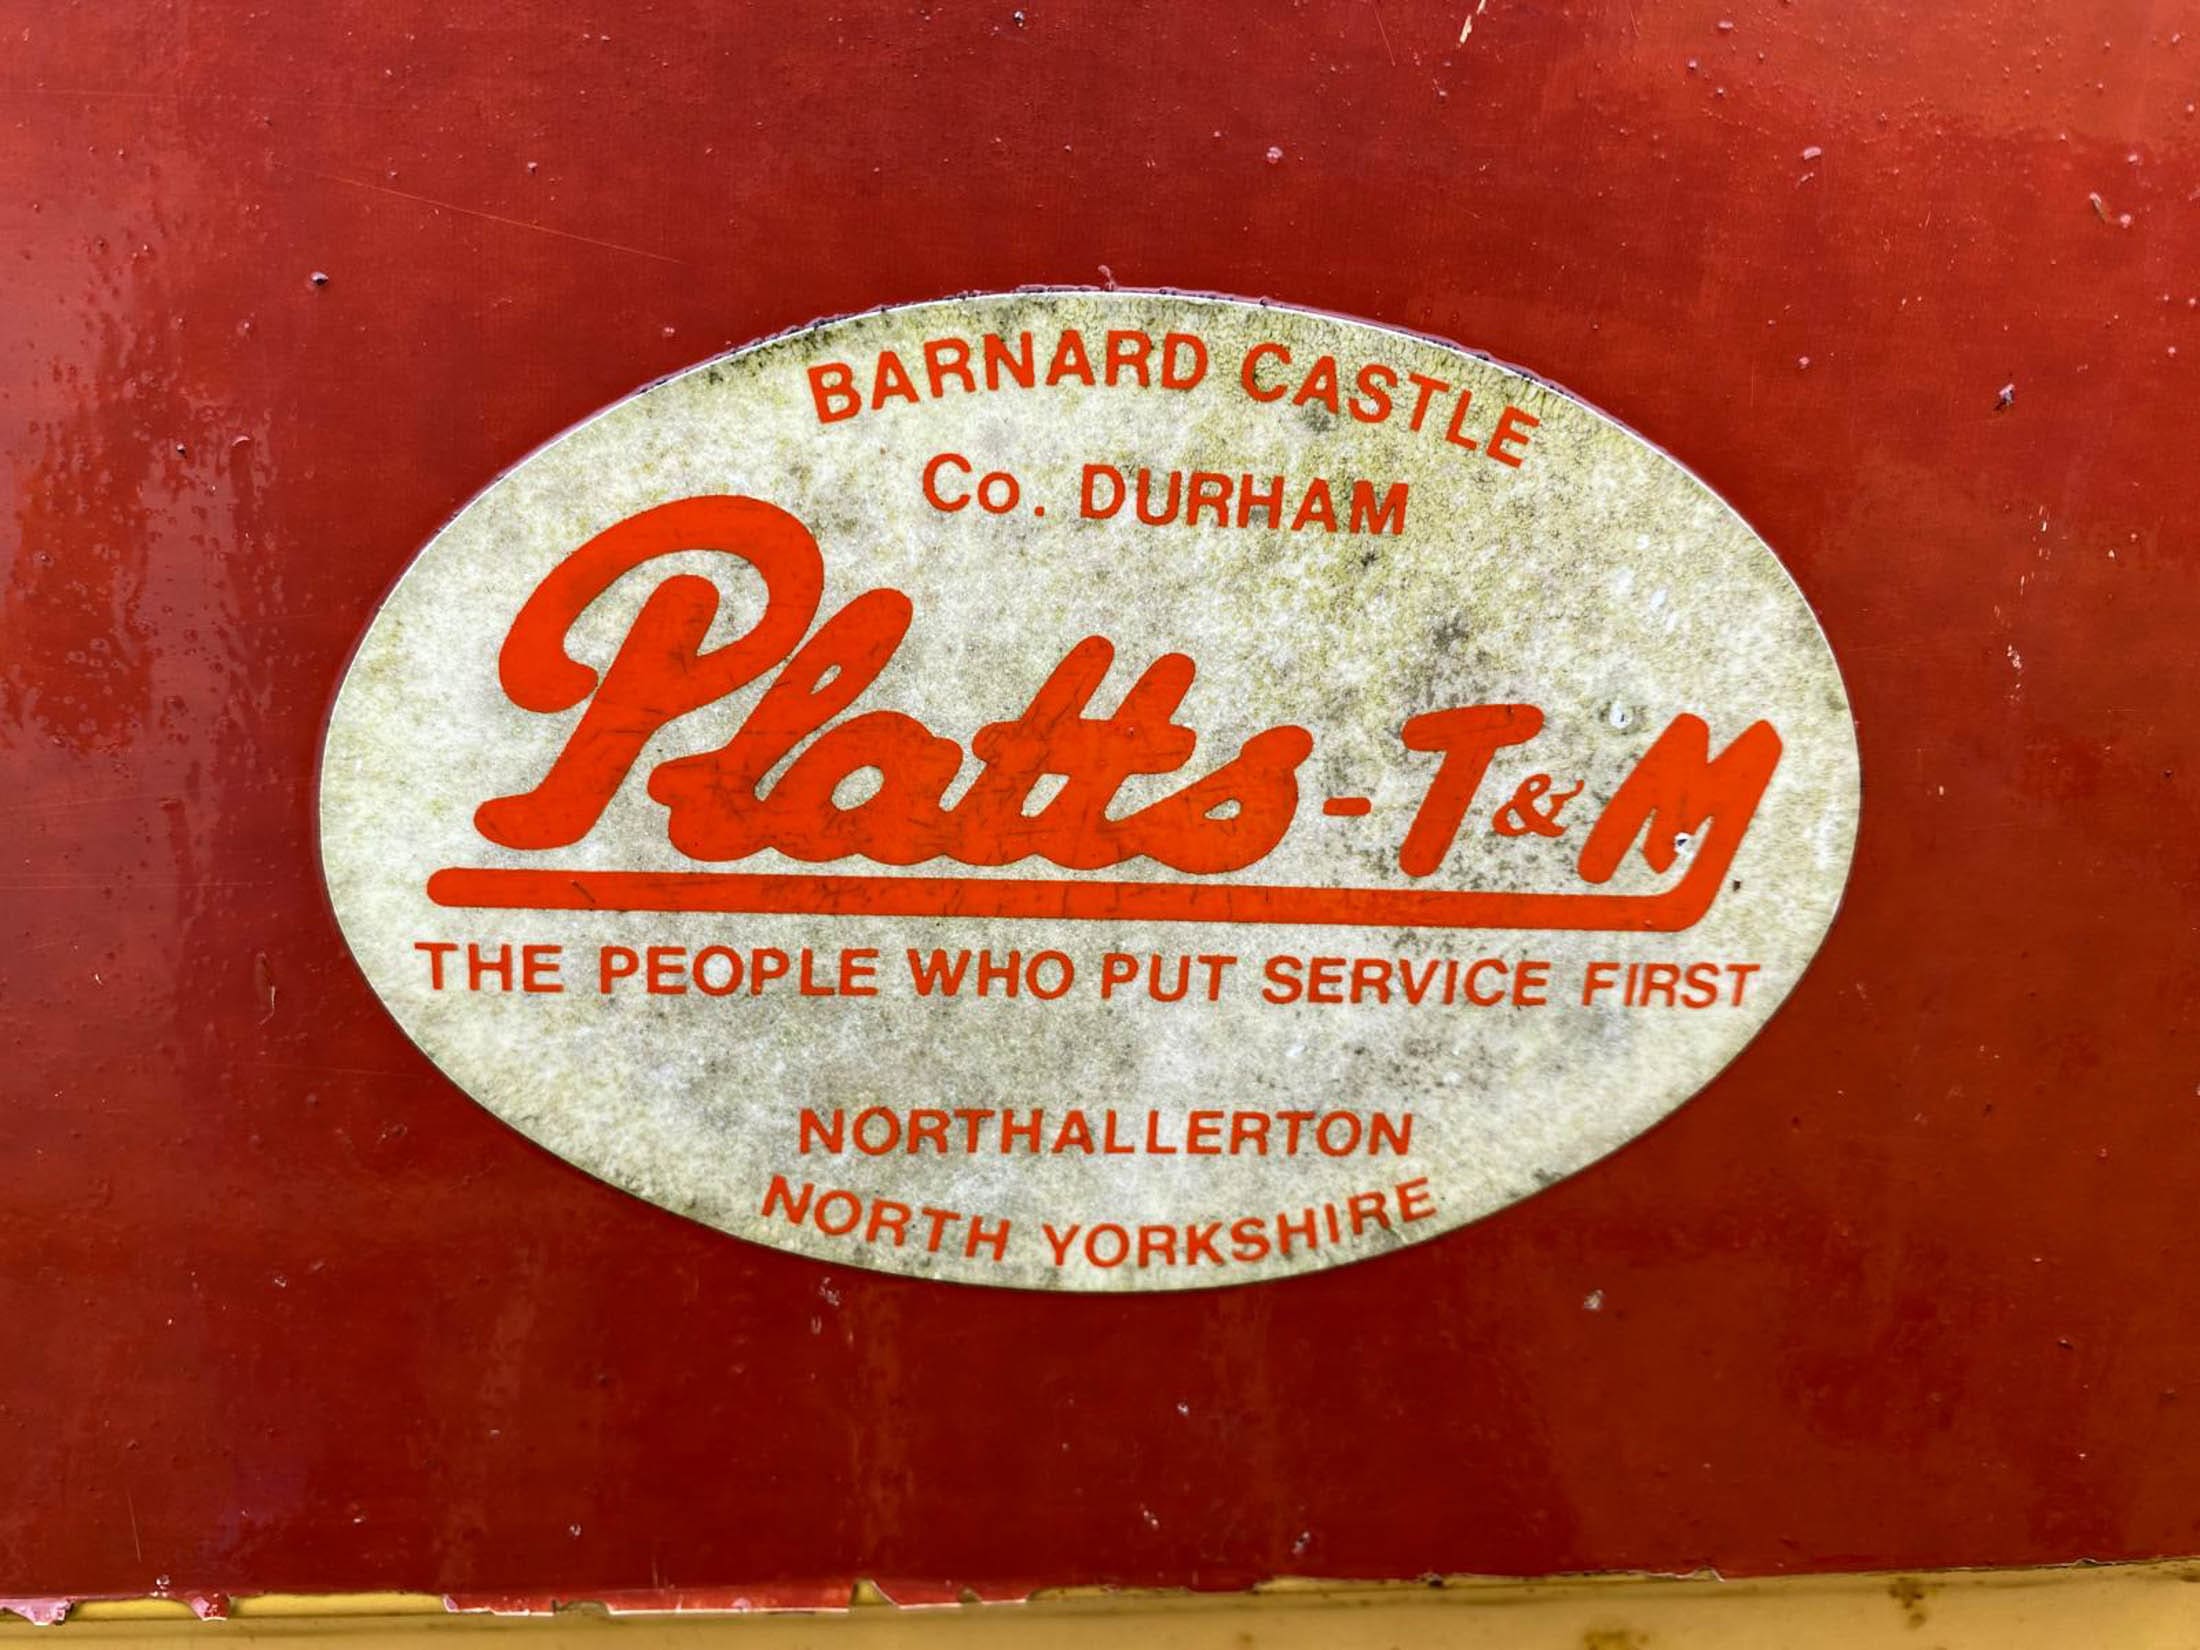 BARNARD CASTLE
Co. DURHAM
Platts-T&M
THE PEOPLE WHO PUT SERVICE FIRST
NORTHALLERTON
NORTH YORKSHIRE